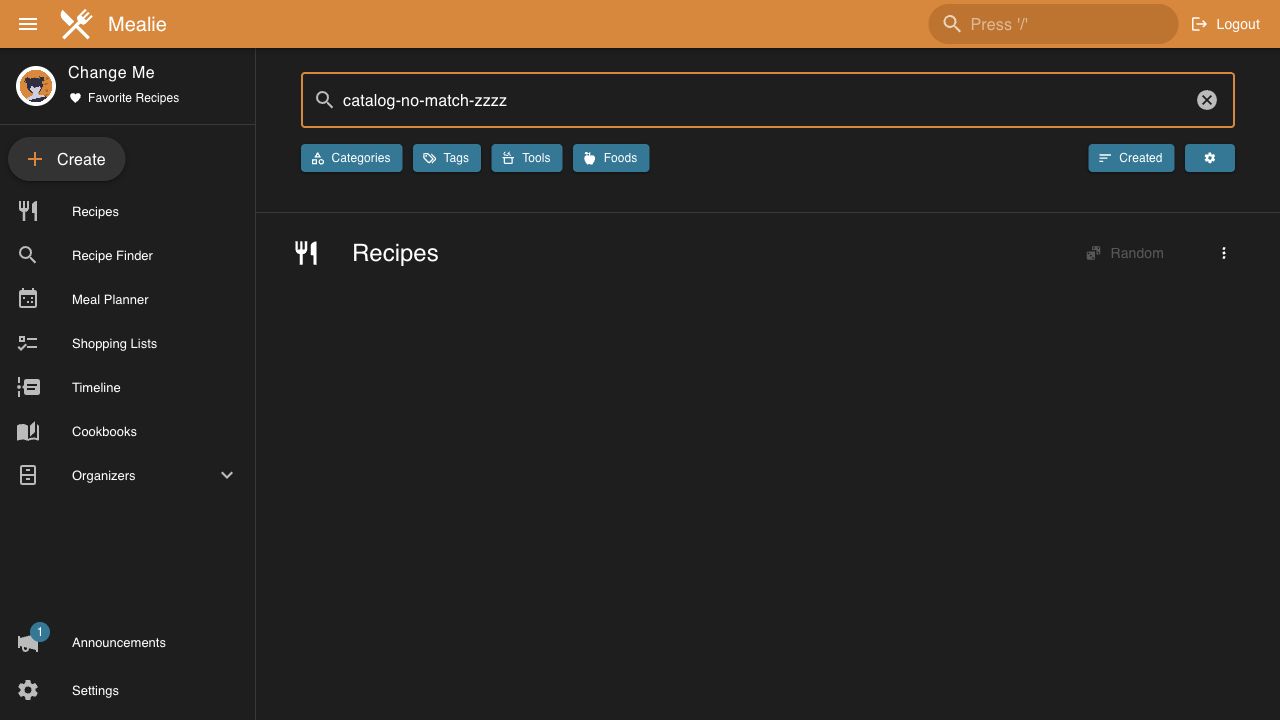 Mealie
Press '/'
Logout
Change Me
Favorite Recipes
Create
Recipes
Recipe Finder
Meal Planner
Shopping Lists
Timeline
Cookbooks
Organizers
1
Announcements
Settings
catalog-no-match-zzzz
Categories
Tags
Tools
Foods
Created
Recipes
Random